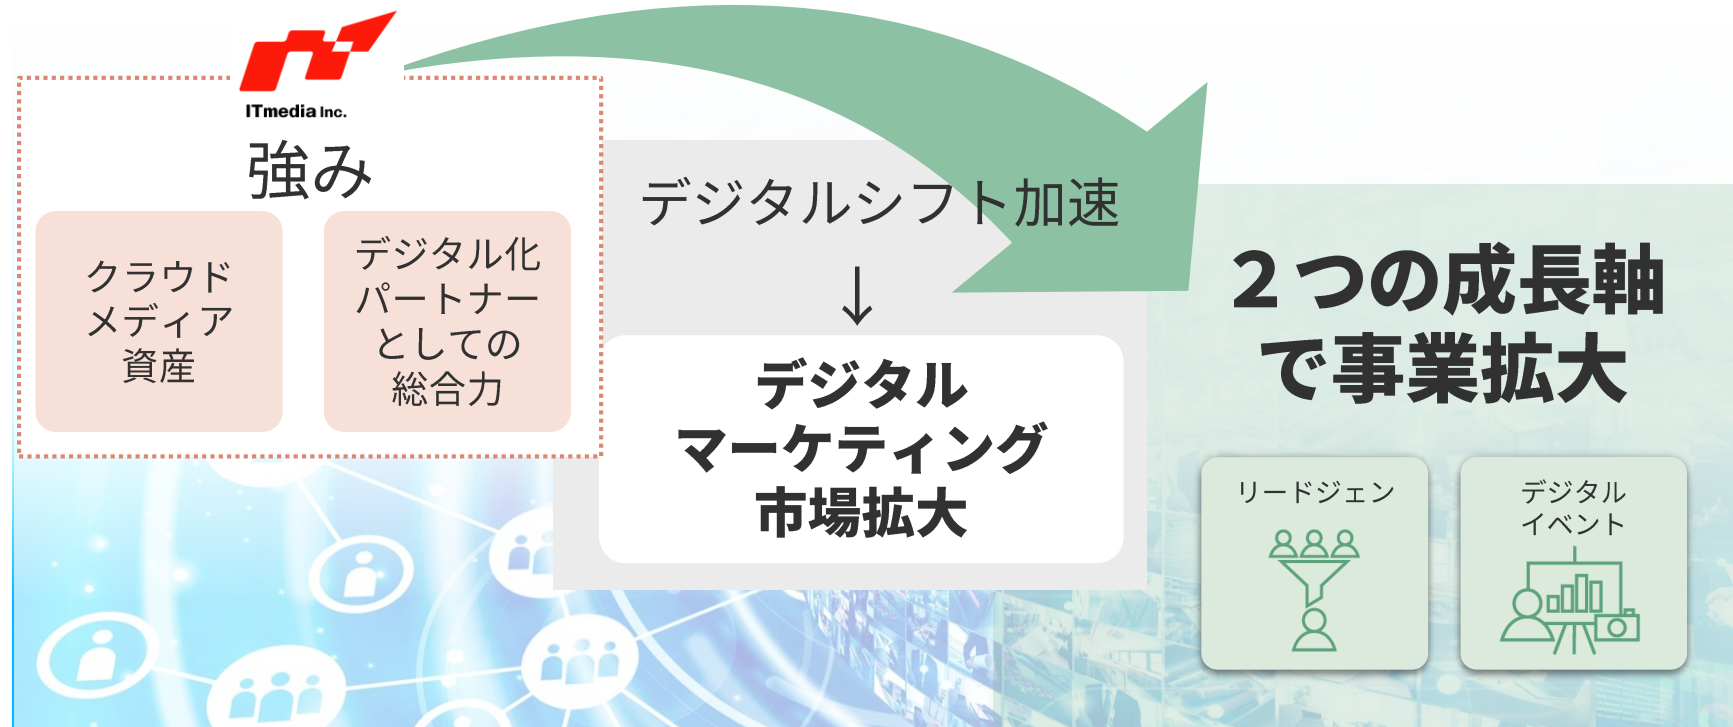 ITmedia Inc.
強み
クラウド
メディア
資産
デジタル化
パートナー
としての
総合力
デジタルシフト加速
↓
デジタル
マーケティング
市場拡大
２つの成長軸
で事業拡大
リードジェン
デジタル
イベント